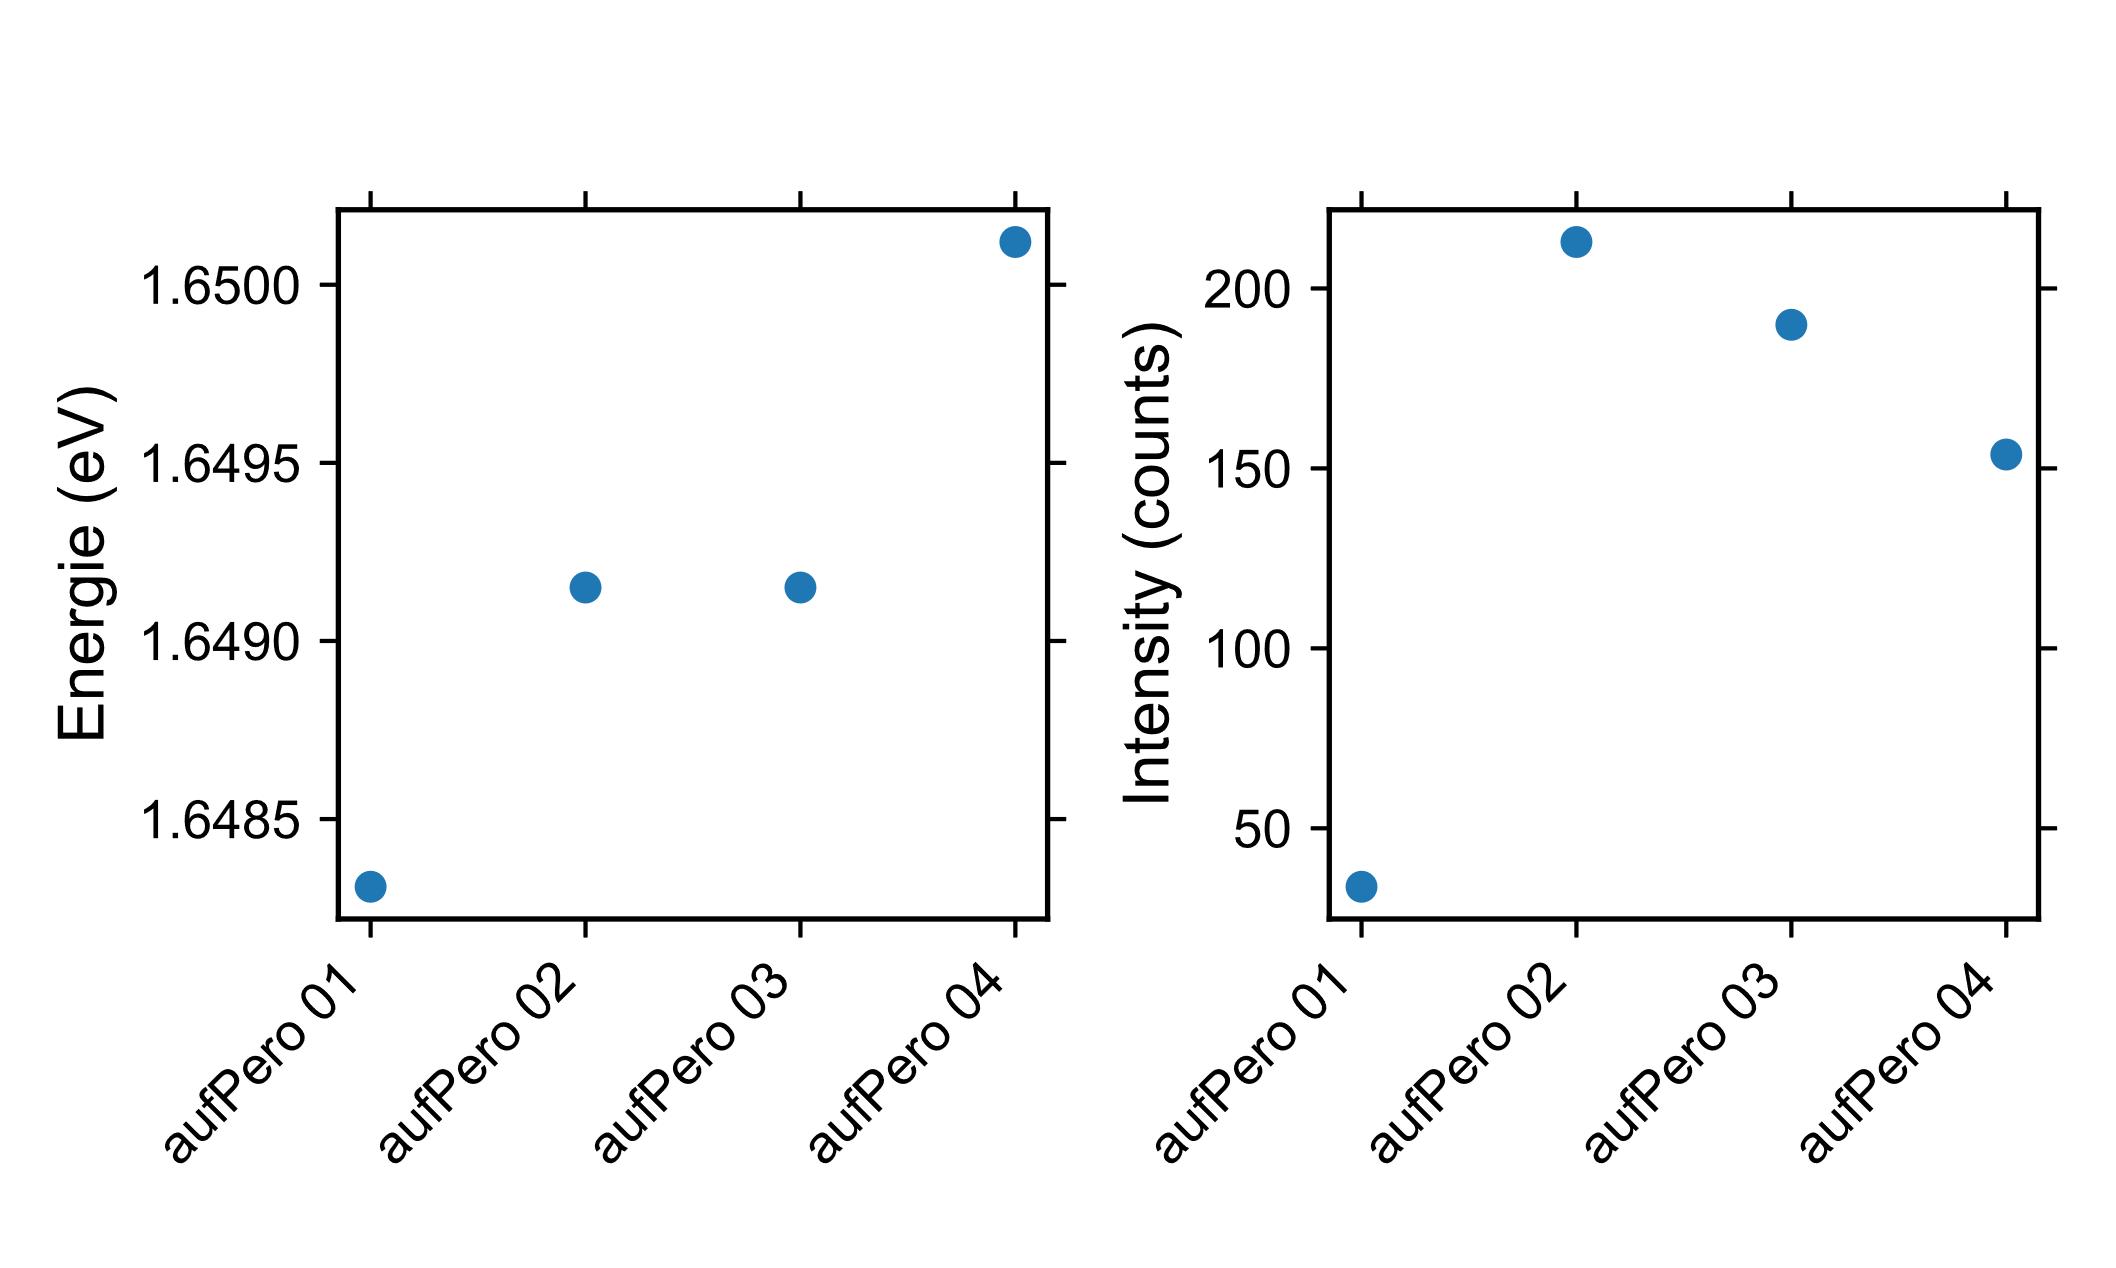 Energie (eV)
1.6500
1.6495
1.6490
1.6485
aufPero 01
aufPero 02
aufPero 03
aufPero 04
Intensity (counts)
200
150
100
50
aufPero 01
aufPero 02
aufPero 03
aufPero 04